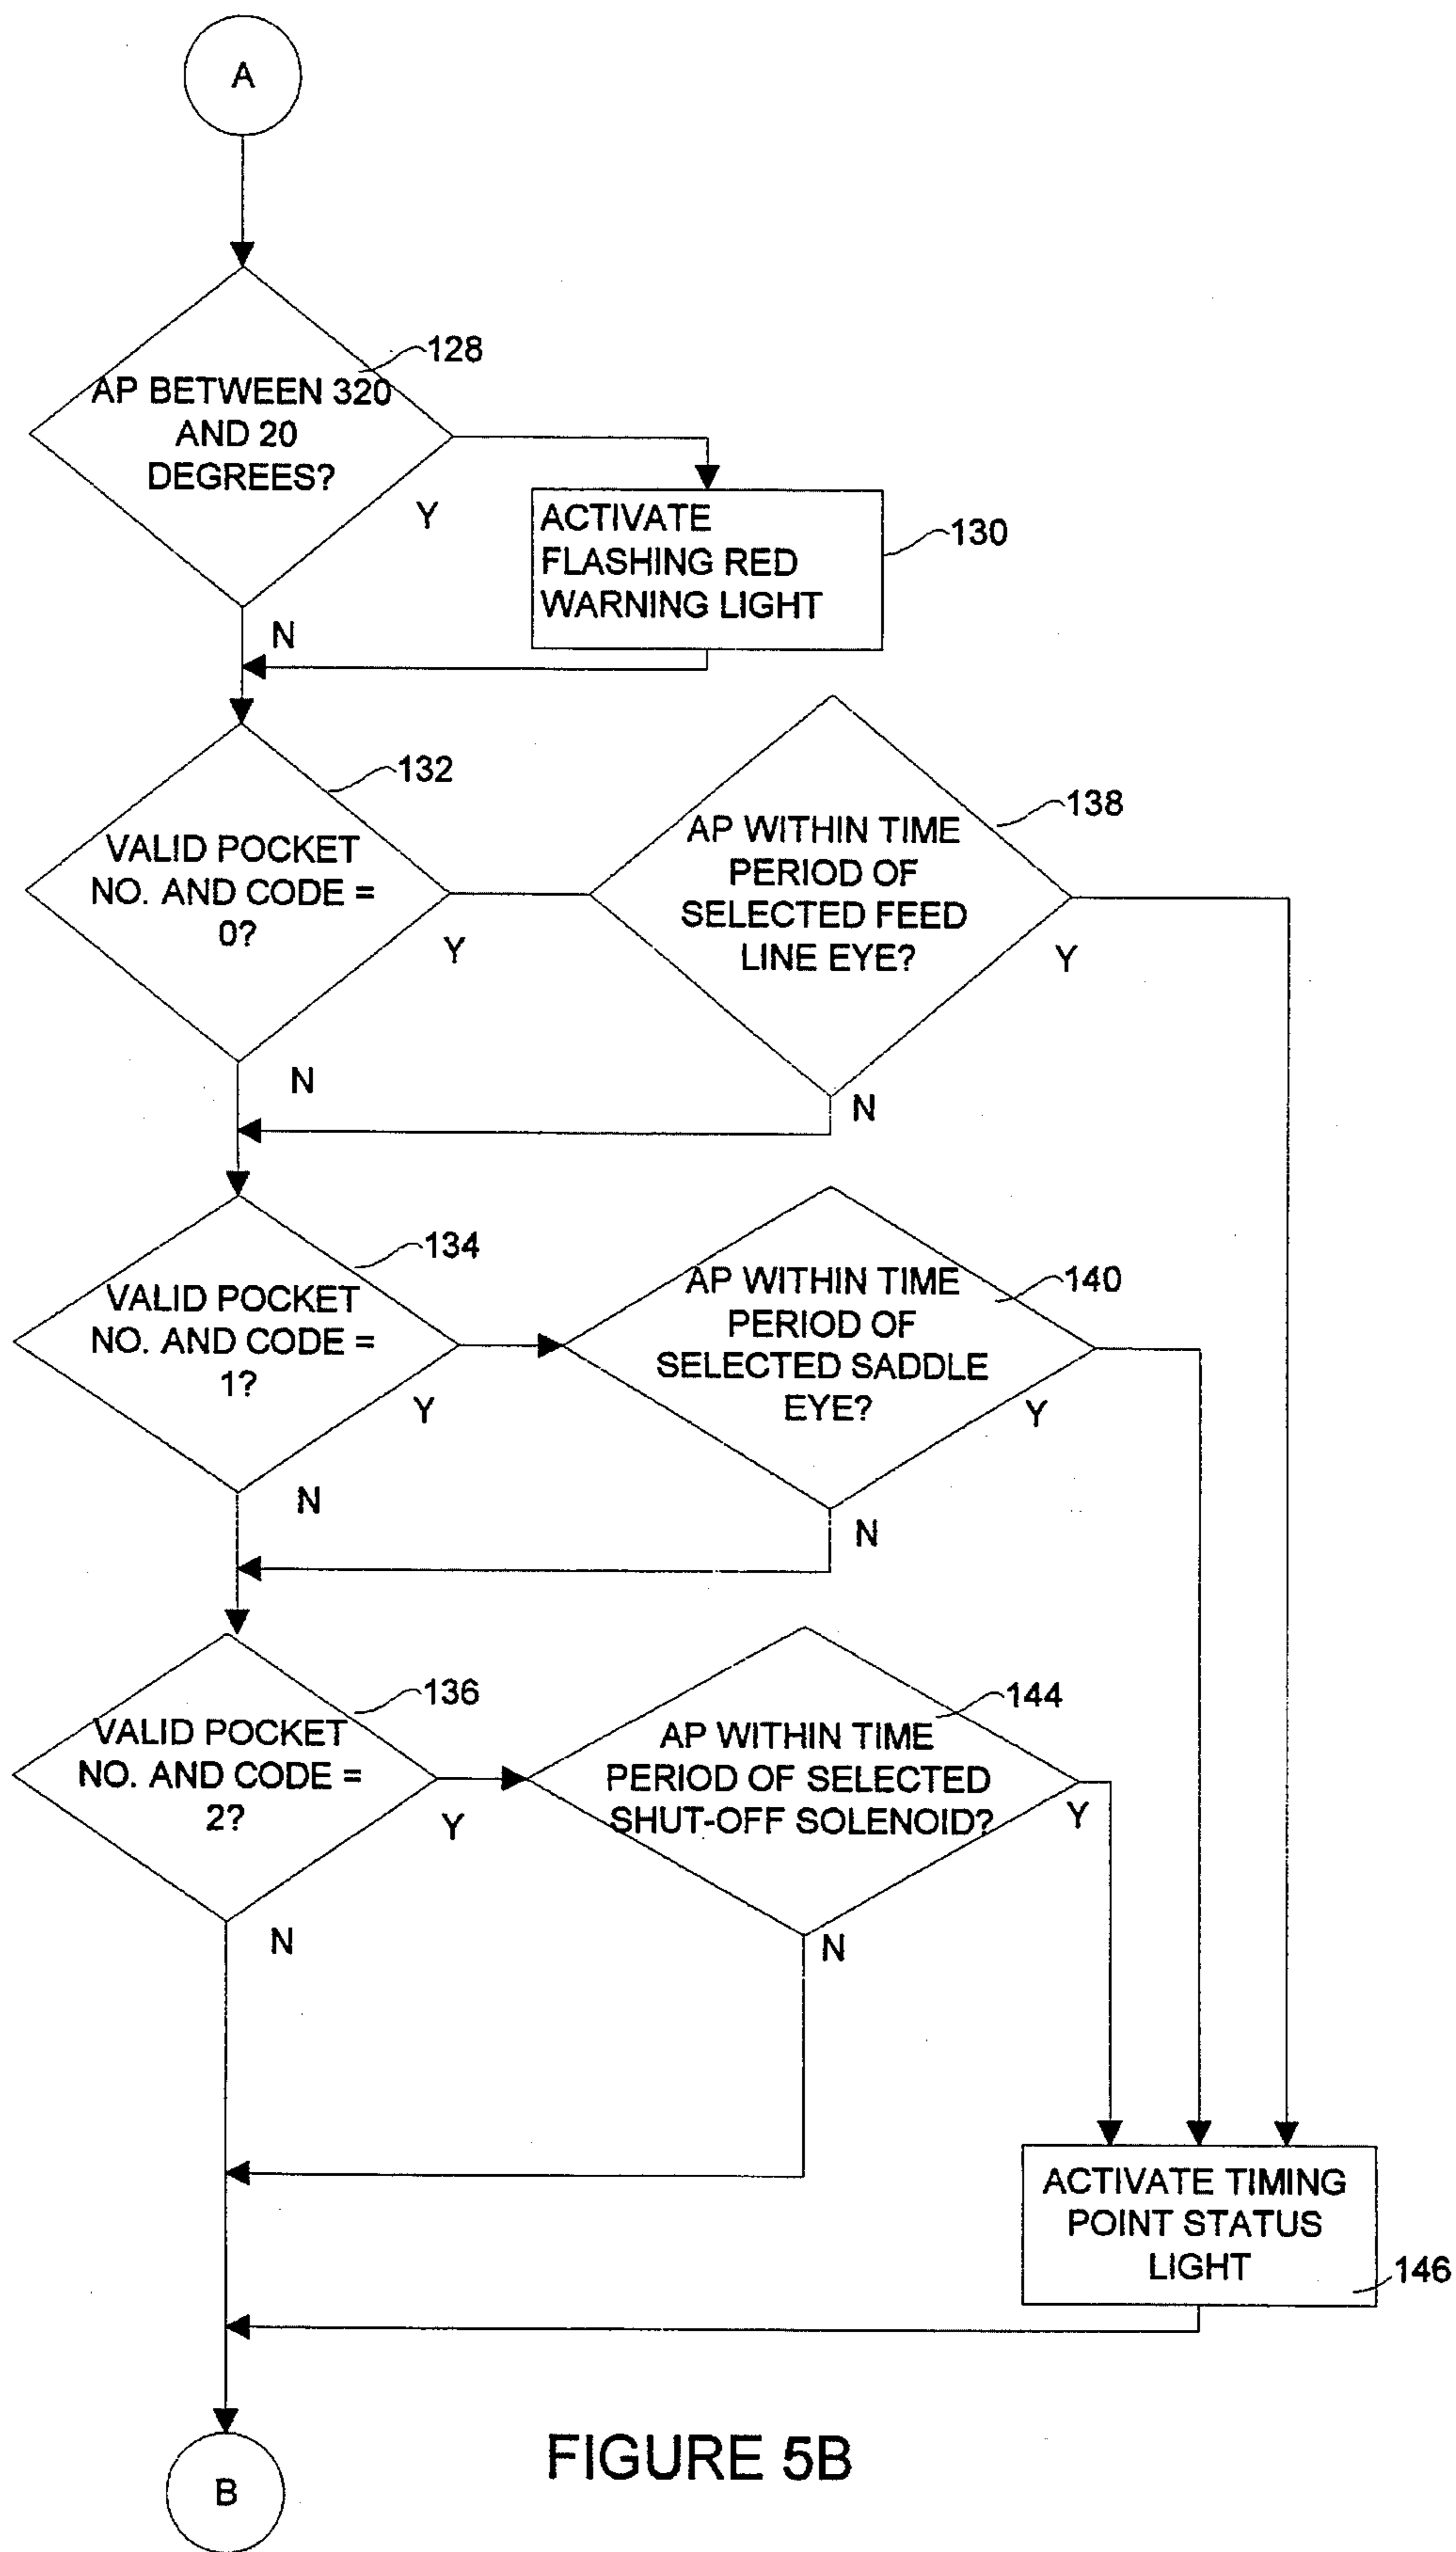 A
128
AP BETWEEN 320
AND 20
DEGREES?
Y
ACTIVATE
FLASHING RED
WARNING LIGHT
130
N
132
VALID POCKET
NO. AND CODE =
0?
Y
138
AP WITHIN TIME
PERIOD OF
SELECTED FEED
LINE EYE?
Y
N
N
134
VALID POCKET
NO. AND CODE =
1?
Y
140
AP WITHIN TIME
PERIOD OF
SELECTED SADDLE
EYE?
Y
N
N
136
VALID POCKET
NO. AND CODE =
2?
Y
144
AP WITHIN TIME
PERIOD OF SELECTED
SHUT-OFF SOLENOID?
Y
N
N
ACTIVATE TIMING
POINT STATUS
LIGHT
146
B
FIGURE 5B